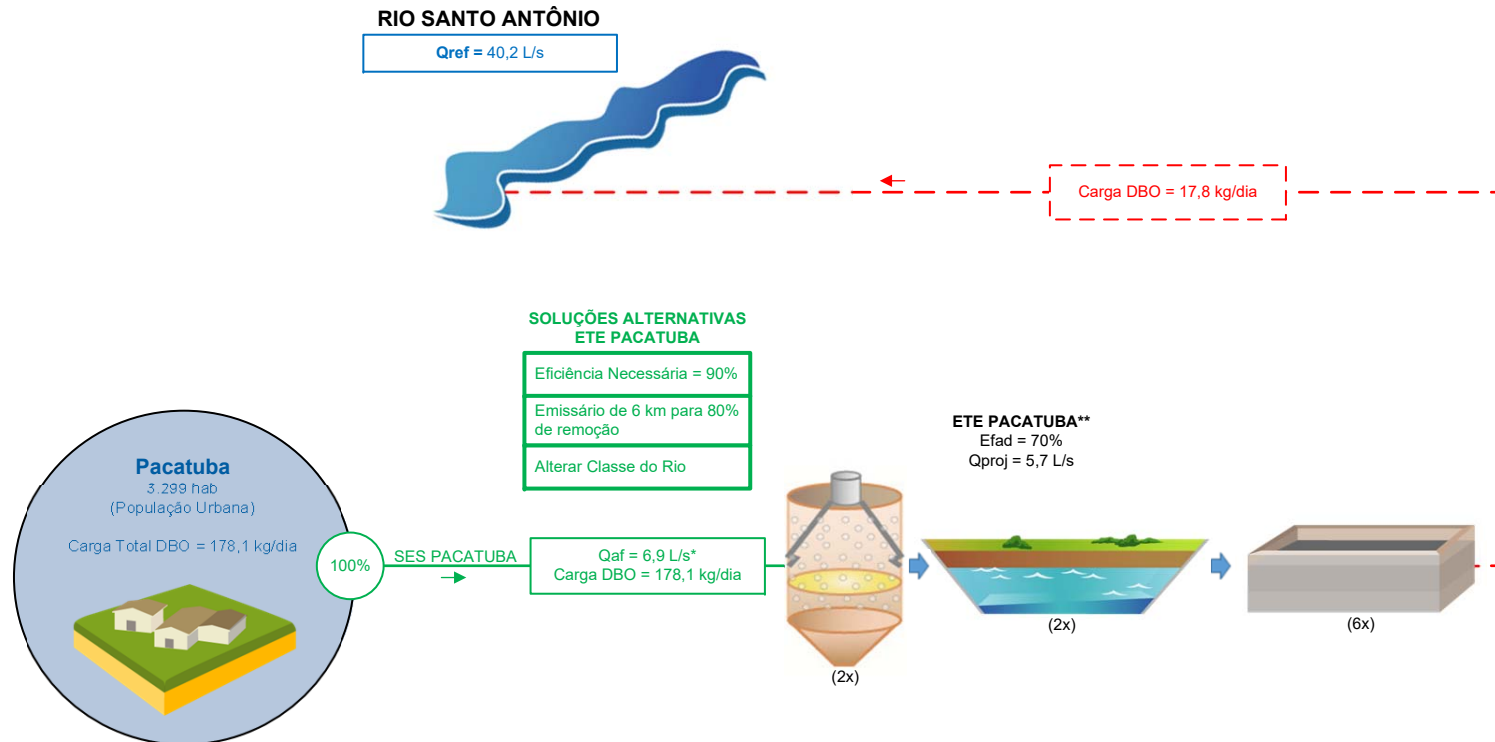 RIO SANTO ANTÔNIO
Qref = 40,2 L/s
Carga DBO = 17,8 kg/dia
SOLUÇÕES ALTERNATIVAS
ETE PACATUBA
Eficiência Necessária = 90%
Emissário de 6 km para 80%
de remoção
Alterar Classe do Rio
ETE PACATUBA**
Efad = 70%
Qproj = 5,7 L/s
Pacatuba
3.299 hab
(População Urbana)
Carga Total DBO = 178,1 kg/dia
100%
SES PACATUBA
Qaf = 6,9 L/s*
Carga DBO = 178,1 kg/dia
(2x)
(2x)
(6x)